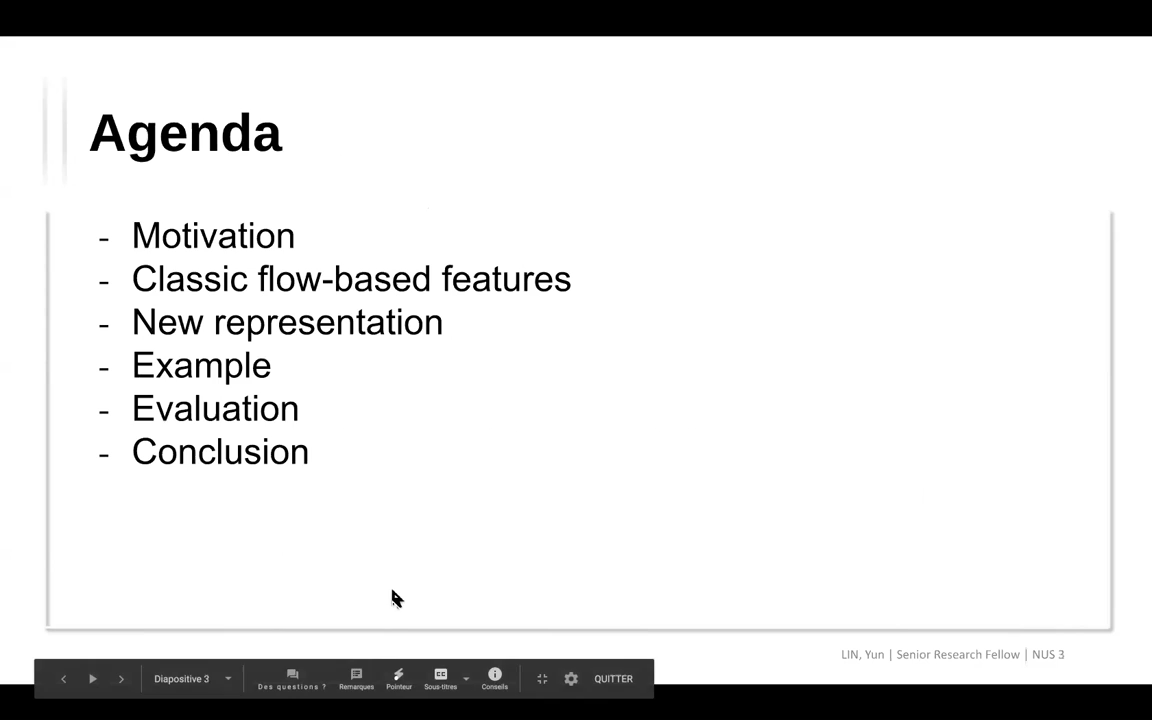 Agenda
- Motivation
- Classic flow-based features
- New representation
- Example
- Evaluation
- Conclusion
LIN, Yun | Senior Research Fellow | NUS 3
Diapositive 3
Des questions ?
Remarques
Pointeur
Sous-titres
Conseils
QUITTER